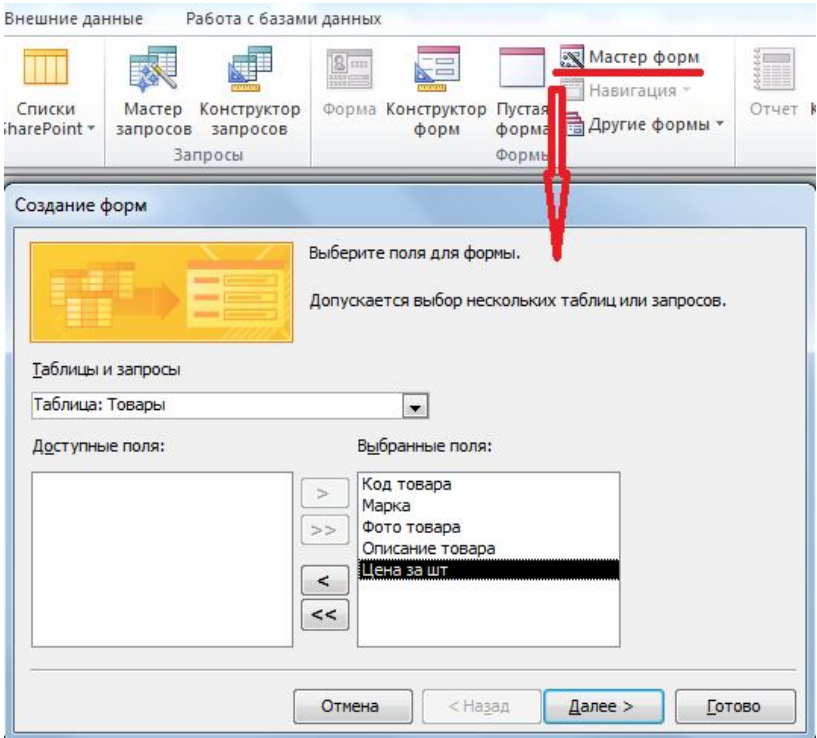 Внешние данные Работа с базами данных
Мастер форм
Навигация
Списки Мастер Конструктор Форма Конструктор Пустая Отчет
SharePoint запросов запросов форм форма Другие формы
Запросы Формы
Создание форм
Выберите поля для формы.
Допускается выбор нескольких таблиц или запросов.
Таблицы и запросы
Таблица: Товары
Доступные поля: Выбранные поля:
Код товара
> Марка
>> Фото товара
Описание товара
< Цена за шт
<<
Отмена < Назад Далее > Готово